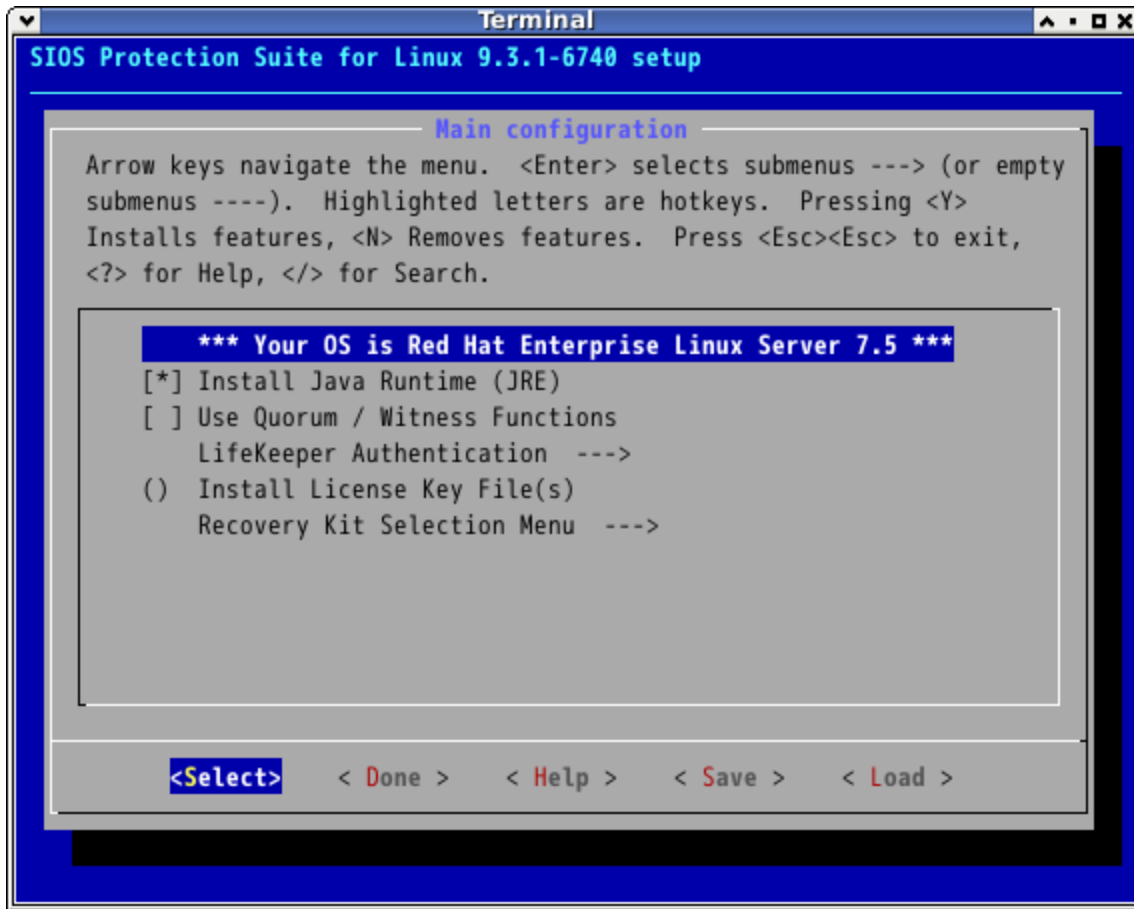 Terminal
SIOS Protection Suite for Linux 9.3.1-6740 setup
Main configuration
Arrow keys navigate the menu.  <Enter> selects submenus ---> (or empty
submenus ----).  Highlighted letters are hotkeys.  Pressing <Y>
Installs features, <N> Removes features.  Press <Esc><Esc> to exit,
<?> for Help, </> for Search.
*** Your OS is Red Hat Enterprise Linux Server 7.5 ***
[*] Install Java Runtime (JRE)
[ ] Use Quorum / Witness Functions
LifeKeeper Authentication  --->
()  Install License Key File(s)
Recovery Kit Selection Menu  --->
<Select>    < Done >    < Help >    < Save >    < Load >